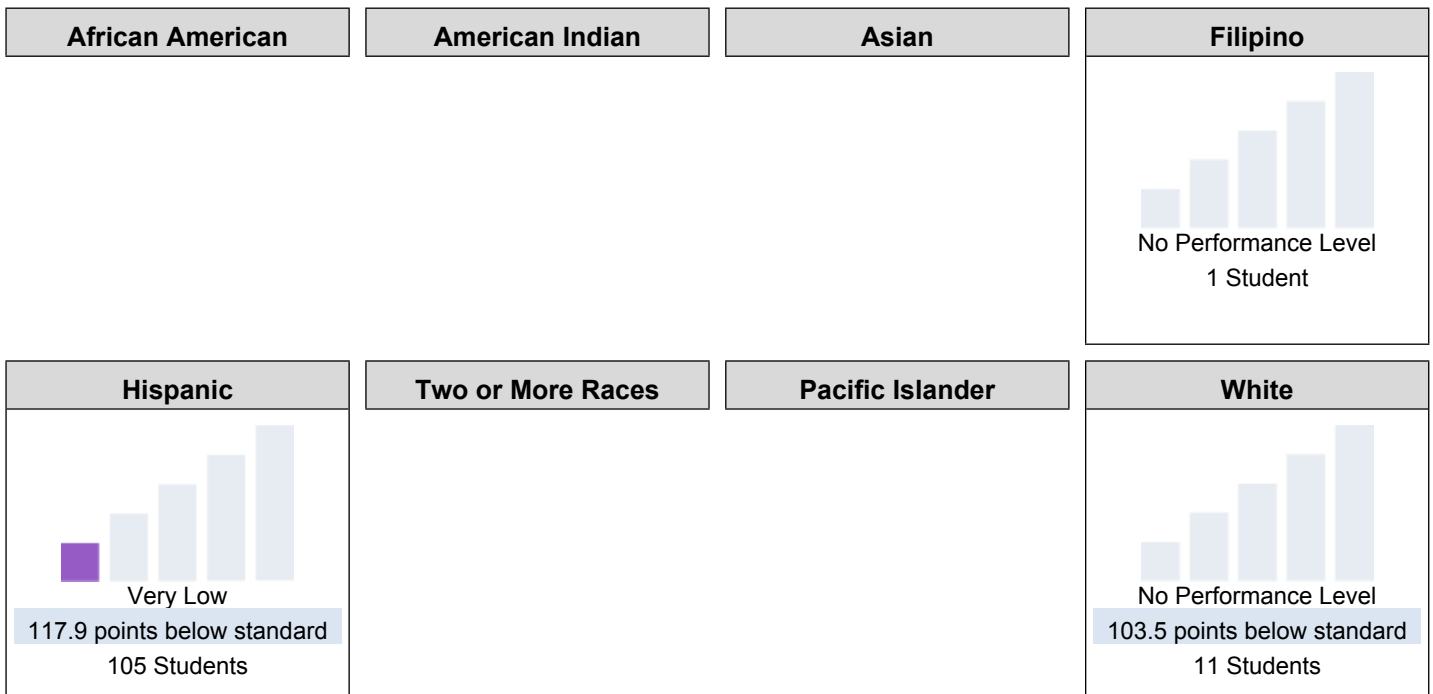 African American
American Indian
Asian
Filipino
No Performance Level
1 Student
Hispanic
Two or More Races
Pacific Islander
White
Very Low
117.9 points below standard
105 Students
No Performance Level
103.5 points below standard
11 Students